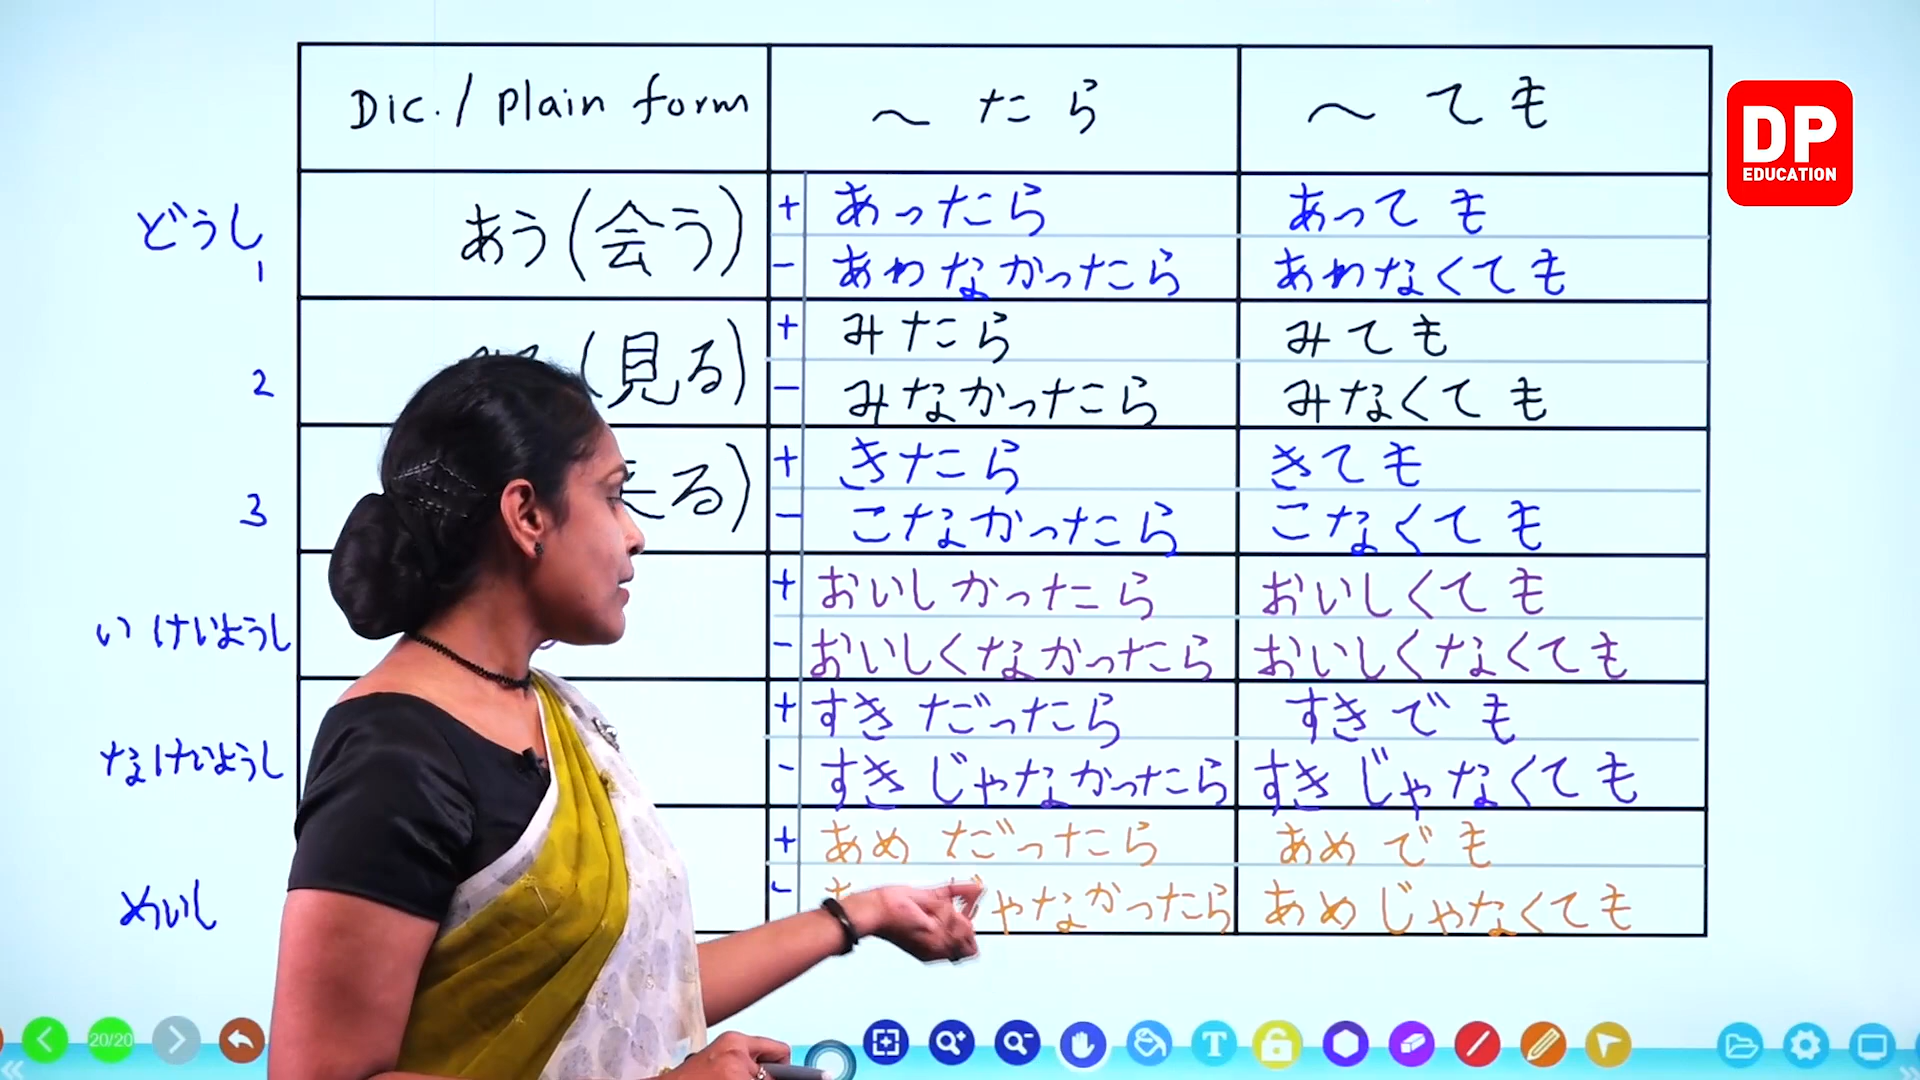 Dic. / Plain form ～ たら ～ ても
DP
EDUCATION
どうし
1
あう (会う) + あったら あっても
- あわなかったら あわなくても
2
(見る) + みたら みても
- みなかったら みなくても
3
る) + きたら きても
- こなかったら こなくても
い けいようし
+ おいしかったら おいしくても
- おいしくなかったら おいしくなくても
な けいようし
+ すき だったら すき でも
- すき じゃなかったら すき じゃなくても
めいし
+ あめ だったら あめ でも
ゃなかったら あめ じゃなくても
20/20
T